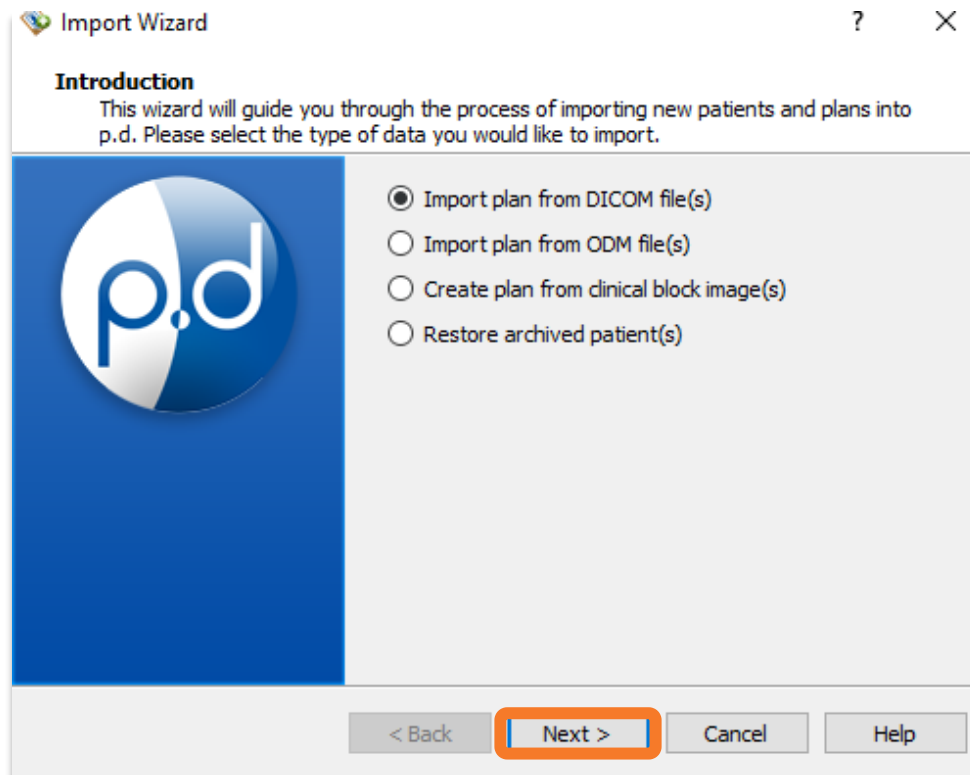 Import Wizard
Introduction
This wizard will guide you through the process of importing new patients and plans into
p.d. Please select the type of data you would like to import.
p.d
Import plan from DICOM file(s)
Import plan from ODM file(s)
Create plan from clinical block image(s)
Restore archived patient(s)
< Back Next > Cancel Help